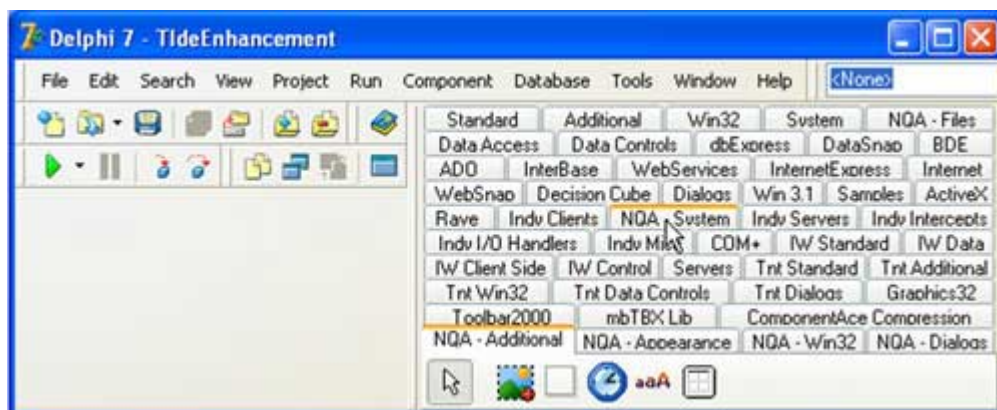 Delphi 7 - TIdeEnhancement
File Edit Search View Project Run Component Database Tools Window Help <None>
Standard Additional Win32 System NQA - Files
Data Access Data Controls dbExpress DataSnap BDE
ADO InterBase WebServices InternetExpress Internet
WebSnap Decision Cube Dialogs Win 3.1 Samples ActiveX
Rave Indy Clients NQA - System Indy Servers Indy Intercepts
Indy I/O Handlers Indy Misc COM+ IW Standard IW Data
IW Client Side IW Control Servers Tnt Standard Tnt Additional
Tnt Win32 Tnt Data Controls Tnt Dialogs Graphics32
Toolbar2000 mbTBX Lib ComponentAce Compression
NQA - Additional NQA - Appearance NQA - Win32 NQA - Dialogs
aaA